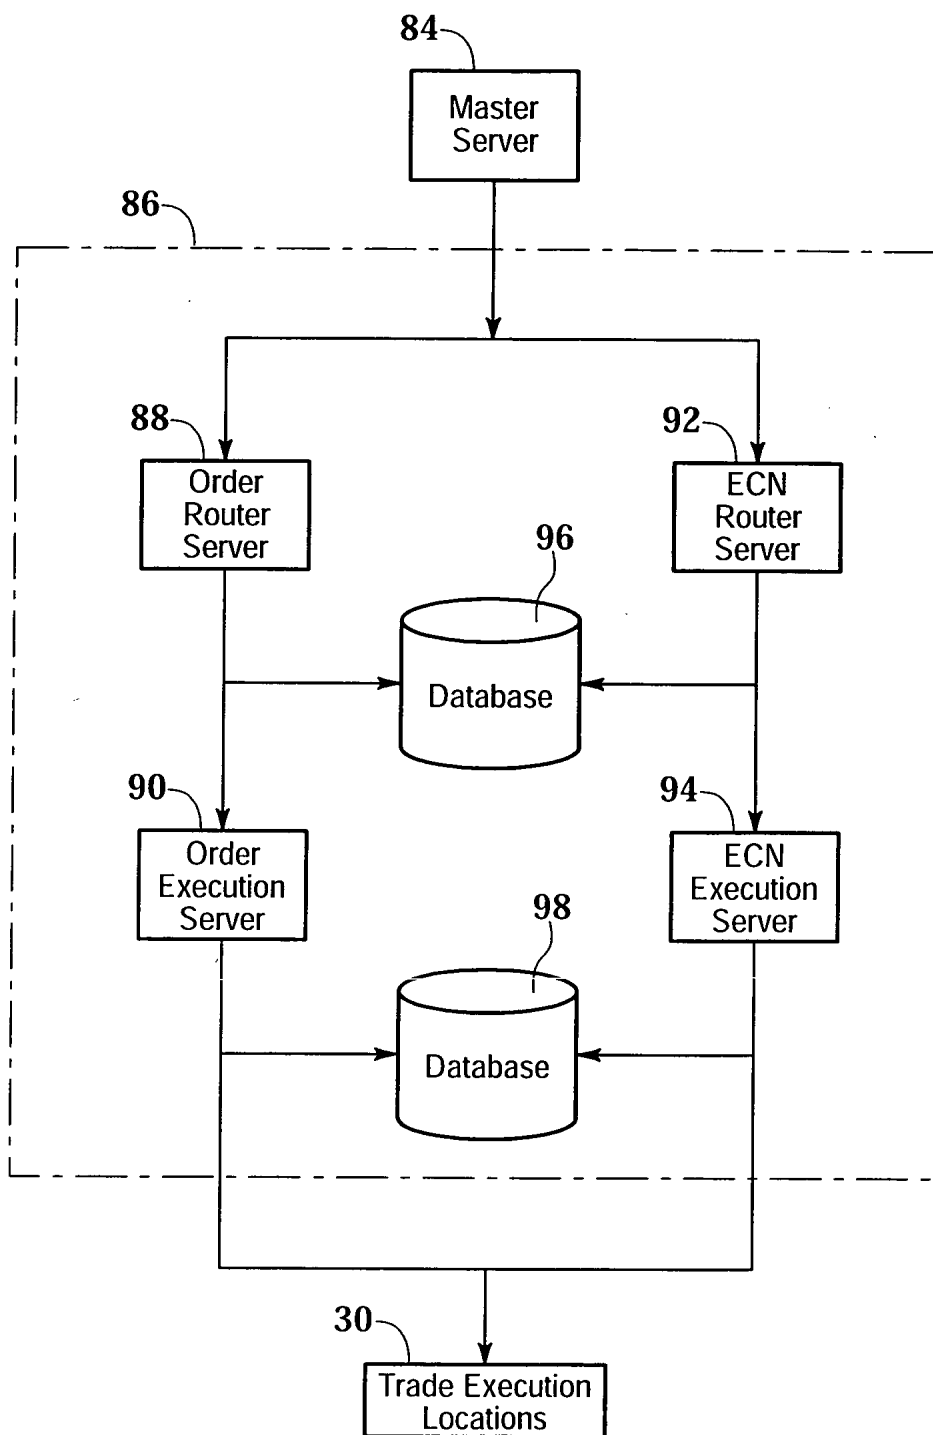 84
Master
Server
86
88
Order
Router
Server
92
ECN
Router
Server
96
Database
90
Order
Execution
Server
94
ECN
Execution
Server
98
Database
30
Trade Execution
Locations